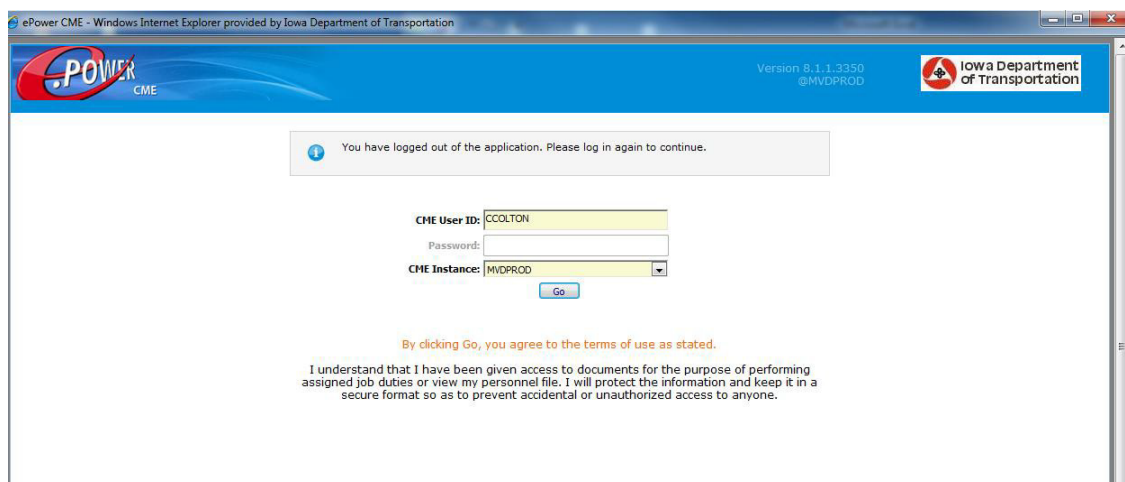 ePower CME - Windows Internet Explorer provided by Iowa Department of Transportation
.POWER
CME
Version 8.1.1.3350
@MVDPROD
Iowa Department
of Transportation
You have logged out of the application. Please log in again to continue.
CME User ID: CCOLTON
Password:
CME Instance: MVDPROD
Go
By clicking Go, you agree to the terms of use as stated.
I understand that I have been given access to documents for the purpose of performing
assigned job duties or view my personnel file. I will protect the information and keep it in a
secure format so as to prevent accidental or unauthorized access to anyone.